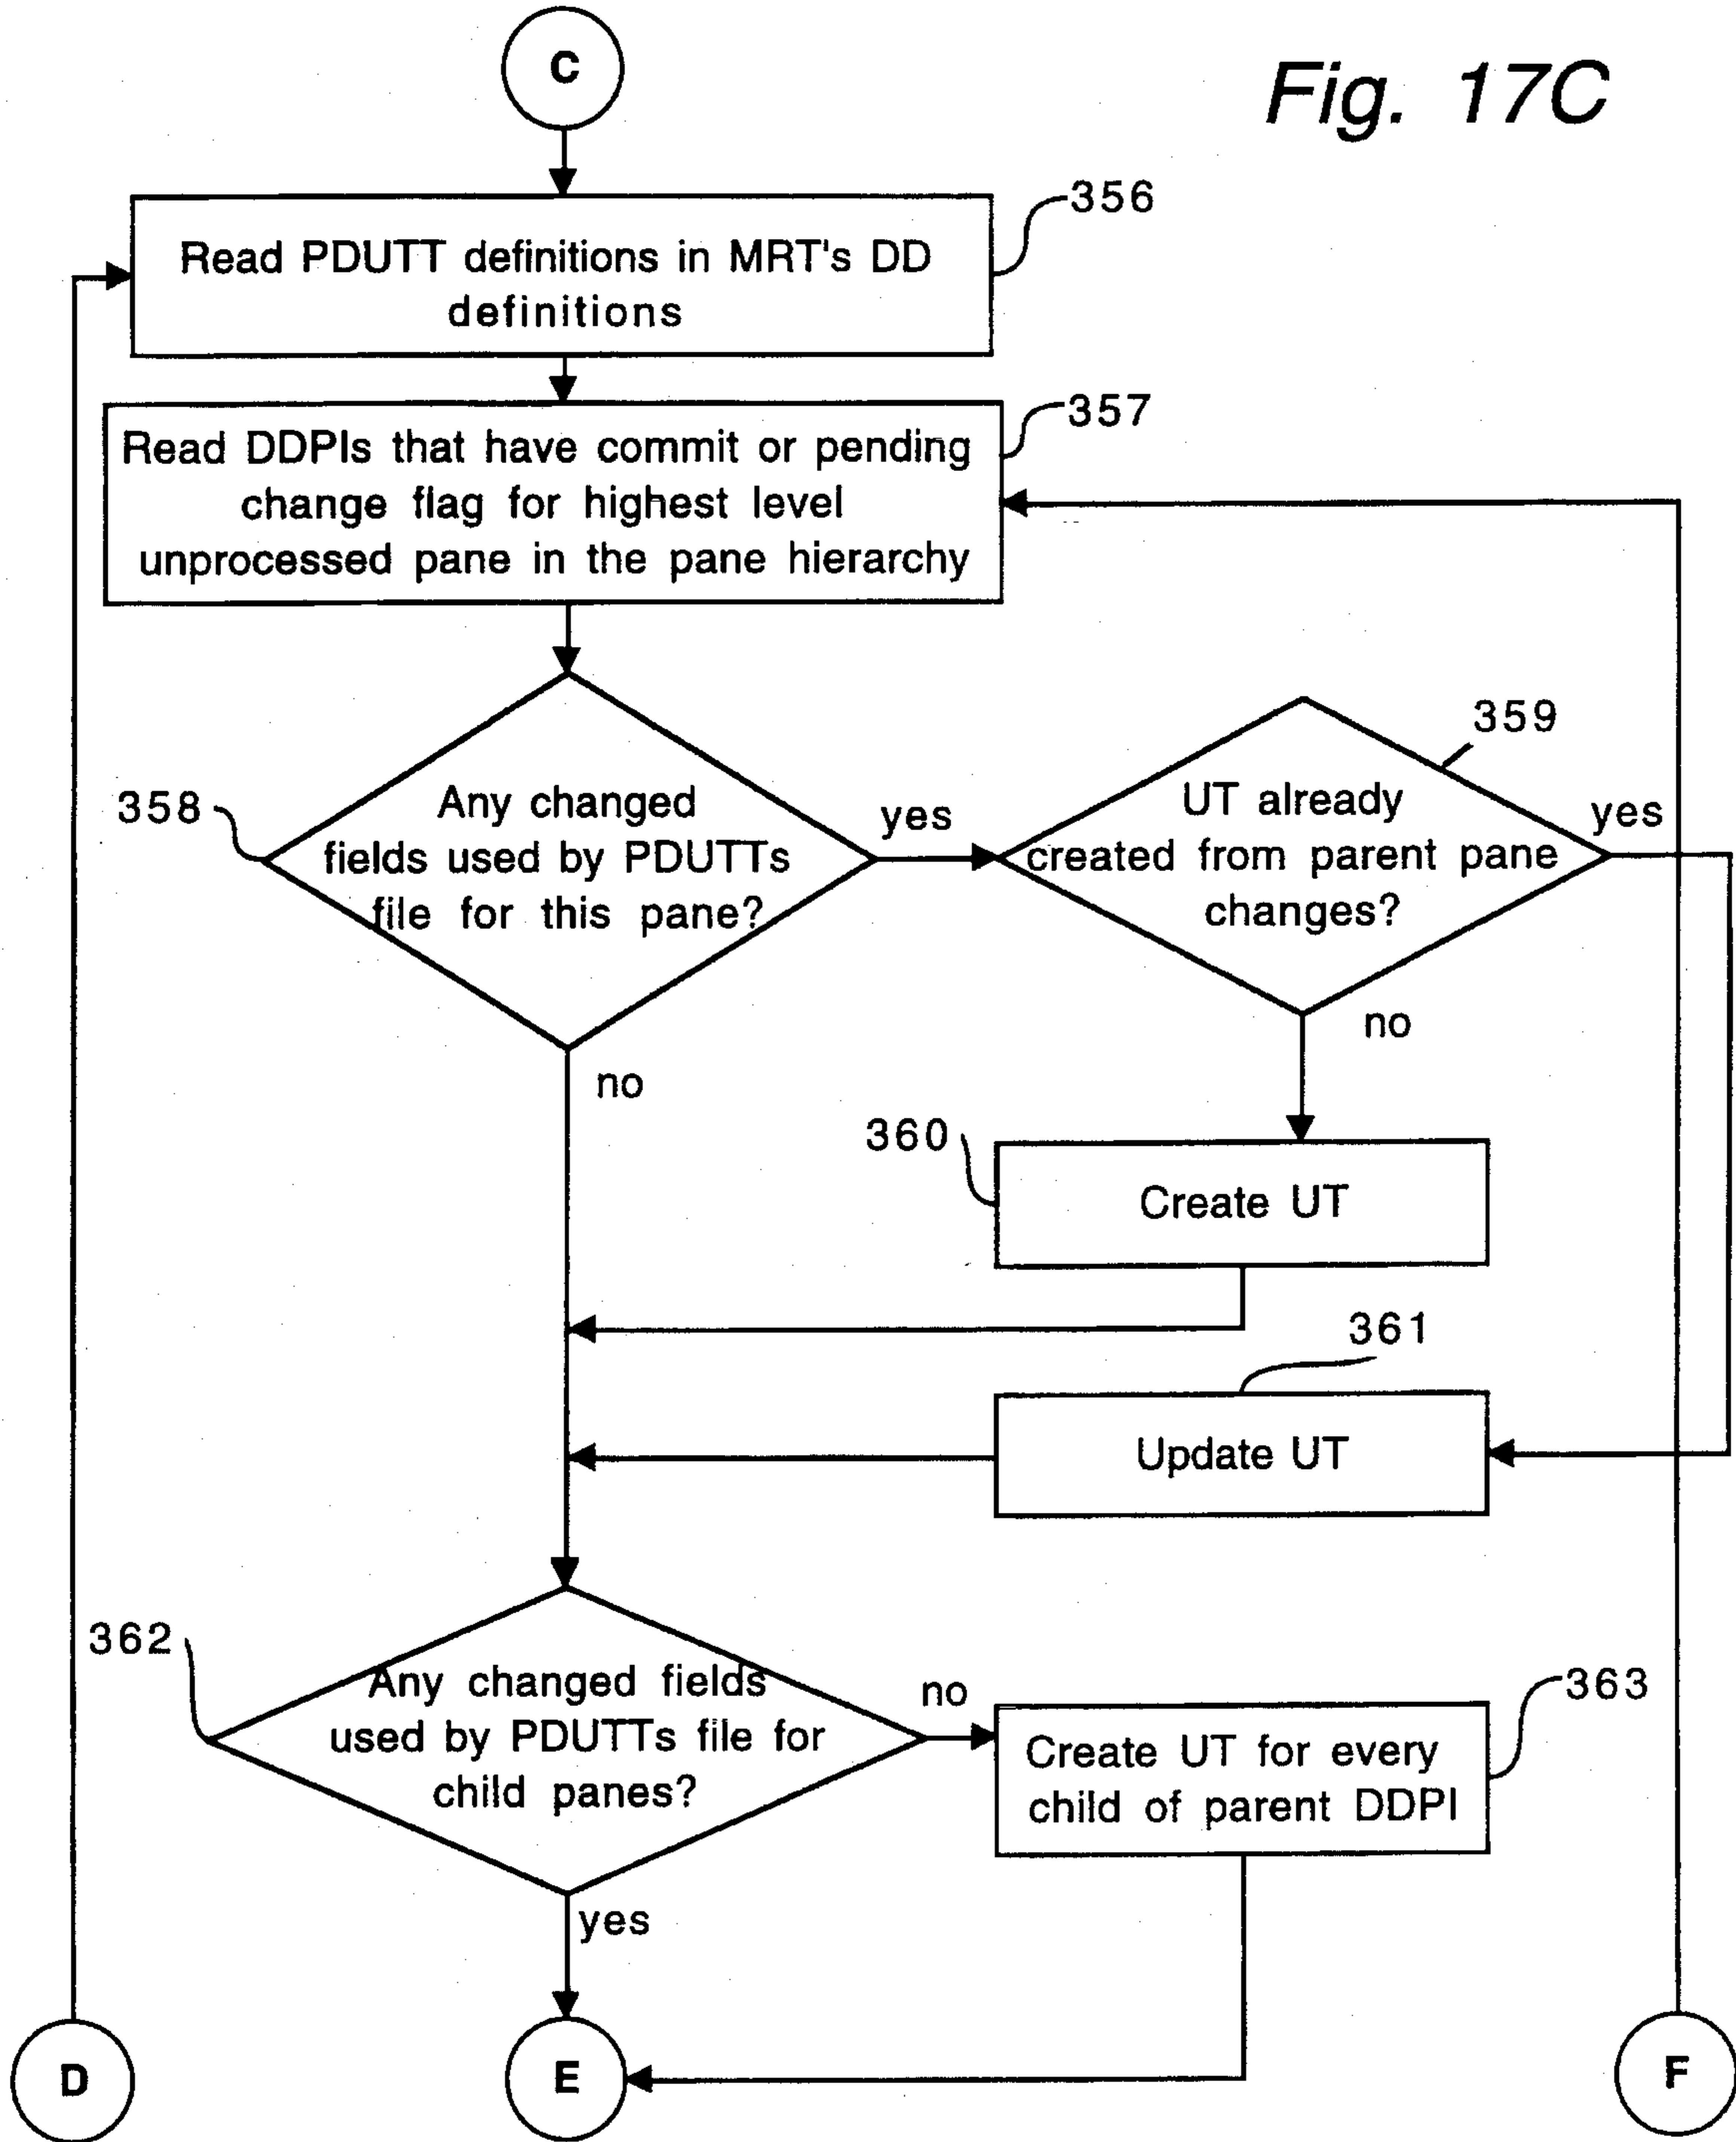 C
Fig. 17C
356
Read PDUTT definitions in MRT's DD
definitions
357
Read DDPIs that have commit or pending
change flag for highest level
unprocessed pane in the pane hierarchy
359
358
Any changed
fields used by PDUTTs
file for this pane?
yes
UT already
created from parent pane
changes?
yes
no
no
360
Create UT
361
Update UT
362
Any changed fields
used by PDUTTs file for
child panes?
no
363
Create UT for every
child of parent DDPI
yes
D
E
F